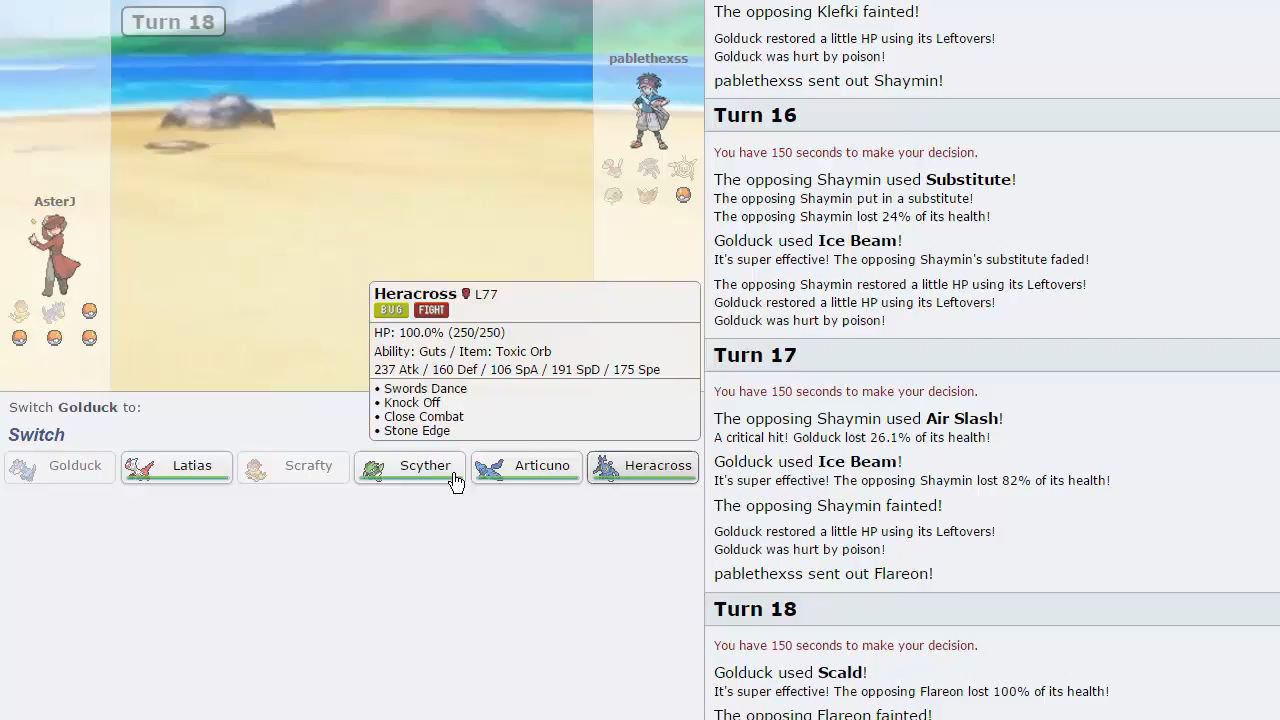 Turn 18
pablethexss
AsterJ
Heracross L77
BUG FIGHT
HP: 100.0% (250/250)
Ability: Guts / Item: Toxic Orb
237 Atk / 160 Def / 106 SpA / 191 SpD / 175 Spe
• Swords Dance
• Knock Off
• Close Combat
• Stone Edge
Switch Golduck to:
Switch
Golduck Latias Scrafty Scyther Articuno Heracross
The opposing Klefki fainted!
Golduck restored a little HP using its Leftovers!
Golduck was hurt by poison!
pablethexss sent out Shaymin!
Turn 16
You have 150 seconds to make your decision.
The opposing Shaymin used Substitute!
The opposing Shaymin put in a substitute!
The opposing Shaymin lost 24% of its health!
Golduck used Ice Beam!
It's super effective! The opposing Shaymin's substitute faded!
The opposing Shaymin restored a little HP using its Leftovers!
Golduck restored a little HP using its Leftovers!
Golduck was hurt by poison!
Turn 17
You have 150 seconds to make your decision.
The opposing Shaymin used Air Slash!
A critical hit! Golduck lost 26.1% of its health!
Golduck used Ice Beam!
It's super effective! The opposing Shaymin lost 82% of its health!
The opposing Shaymin fainted!
Golduck restored a little HP using its Leftovers!
Golduck was hurt by poison!
pablethexss sent out Flareon!
Turn 18
You have 150 seconds to make your decision.
Golduck used Scald!
It's super effective! The opposing Flareon lost 100% of its health!
The opposing Flareon fainted!